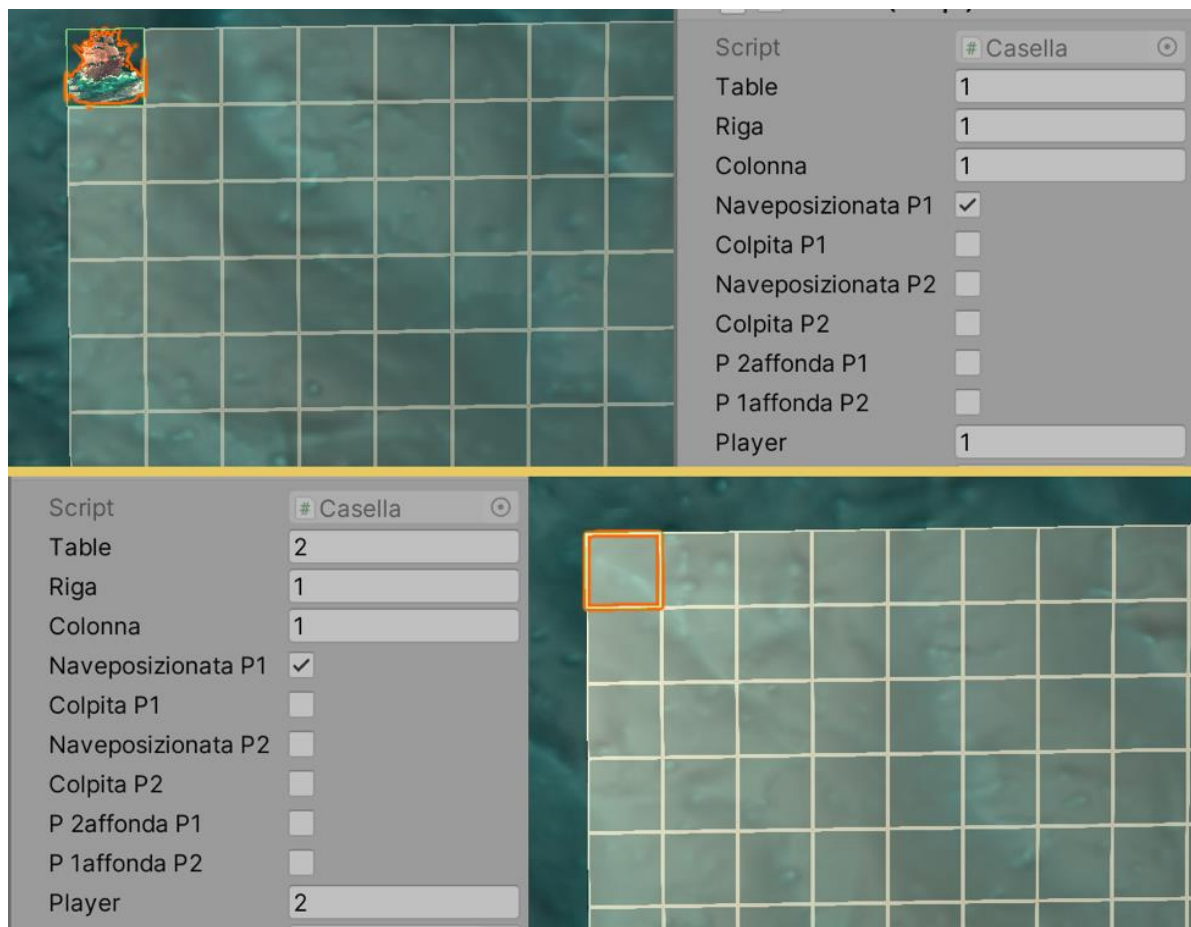 Script # Casella
Table 1
Riga 1
Colonna 1
Naveposizionata P1
Colpita P1
Naveposizionata P2
Colpita P2
P 2affonda P1
P 1affonda P2
Player 1
Script # Casella
Table 2
Riga 1
Colonna 1
Naveposizionata P1
Colpita P1
Naveposizionata P2
Colpita P2
P 2affonda P1
P 1affonda P2
Player 2